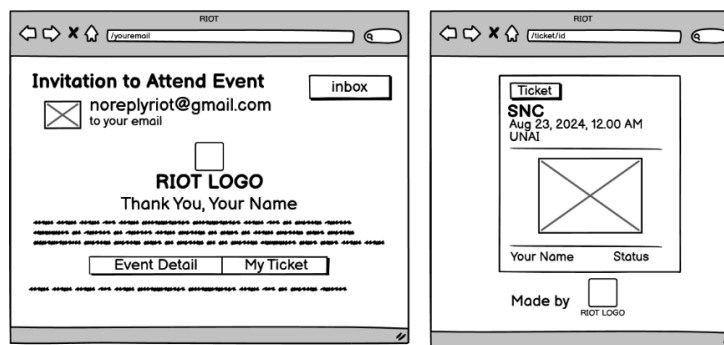 RIOT
/youremail
Invitation to Attend Event
inbox
noreplyriot@gmail.com
to your email
RIOT LOGO
Thank You, Your Name
Event Detail
My Ticket
RIOT
/ticket/id
Ticket
SNC
Aug 23, 2024, 12.00 AM
UNAI
Your Name
Status
Made by
RIOT LOGO